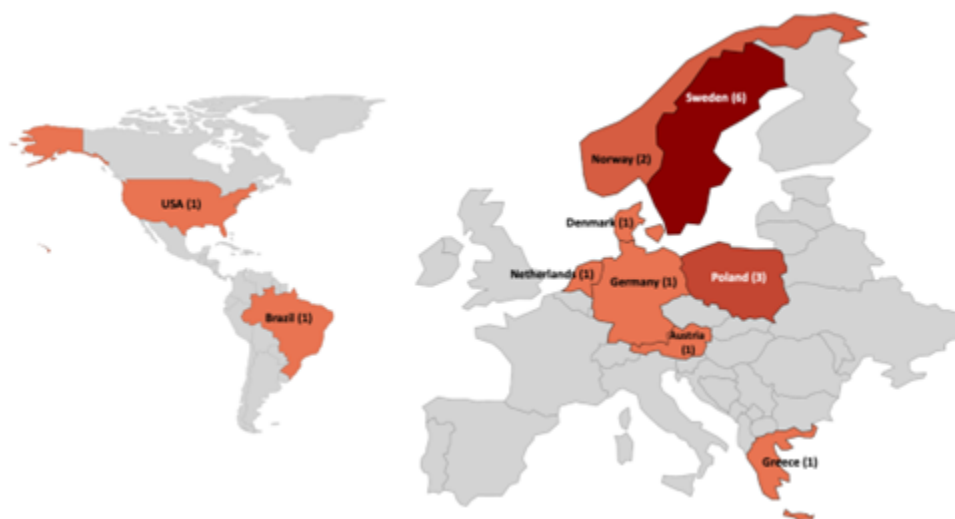 USA (1)
Brazil (1)
Sweden (6)
Norway (2)
Denmark (1)
Netherlands (1)
Germany (1)
Poland (3)
Austria
(1)
Greece (1)